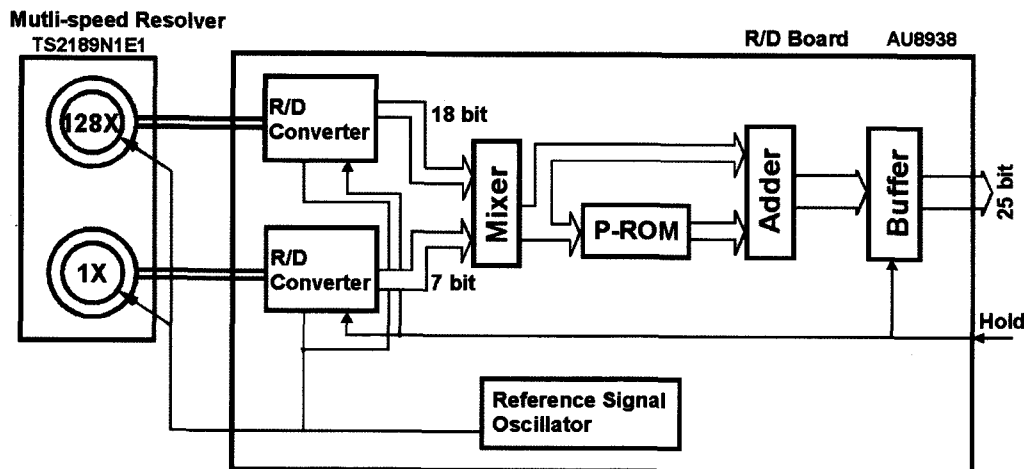 Mutli-speed Resolver
TS2189N1E1
R/D Board AU8938
128X
R/D
Converter
18 bit
Mixer
P-ROM
Adder
Buffer
25 bit
1X
R/D
Converter
7 bit
Hold
Reference Signal
Oscillator